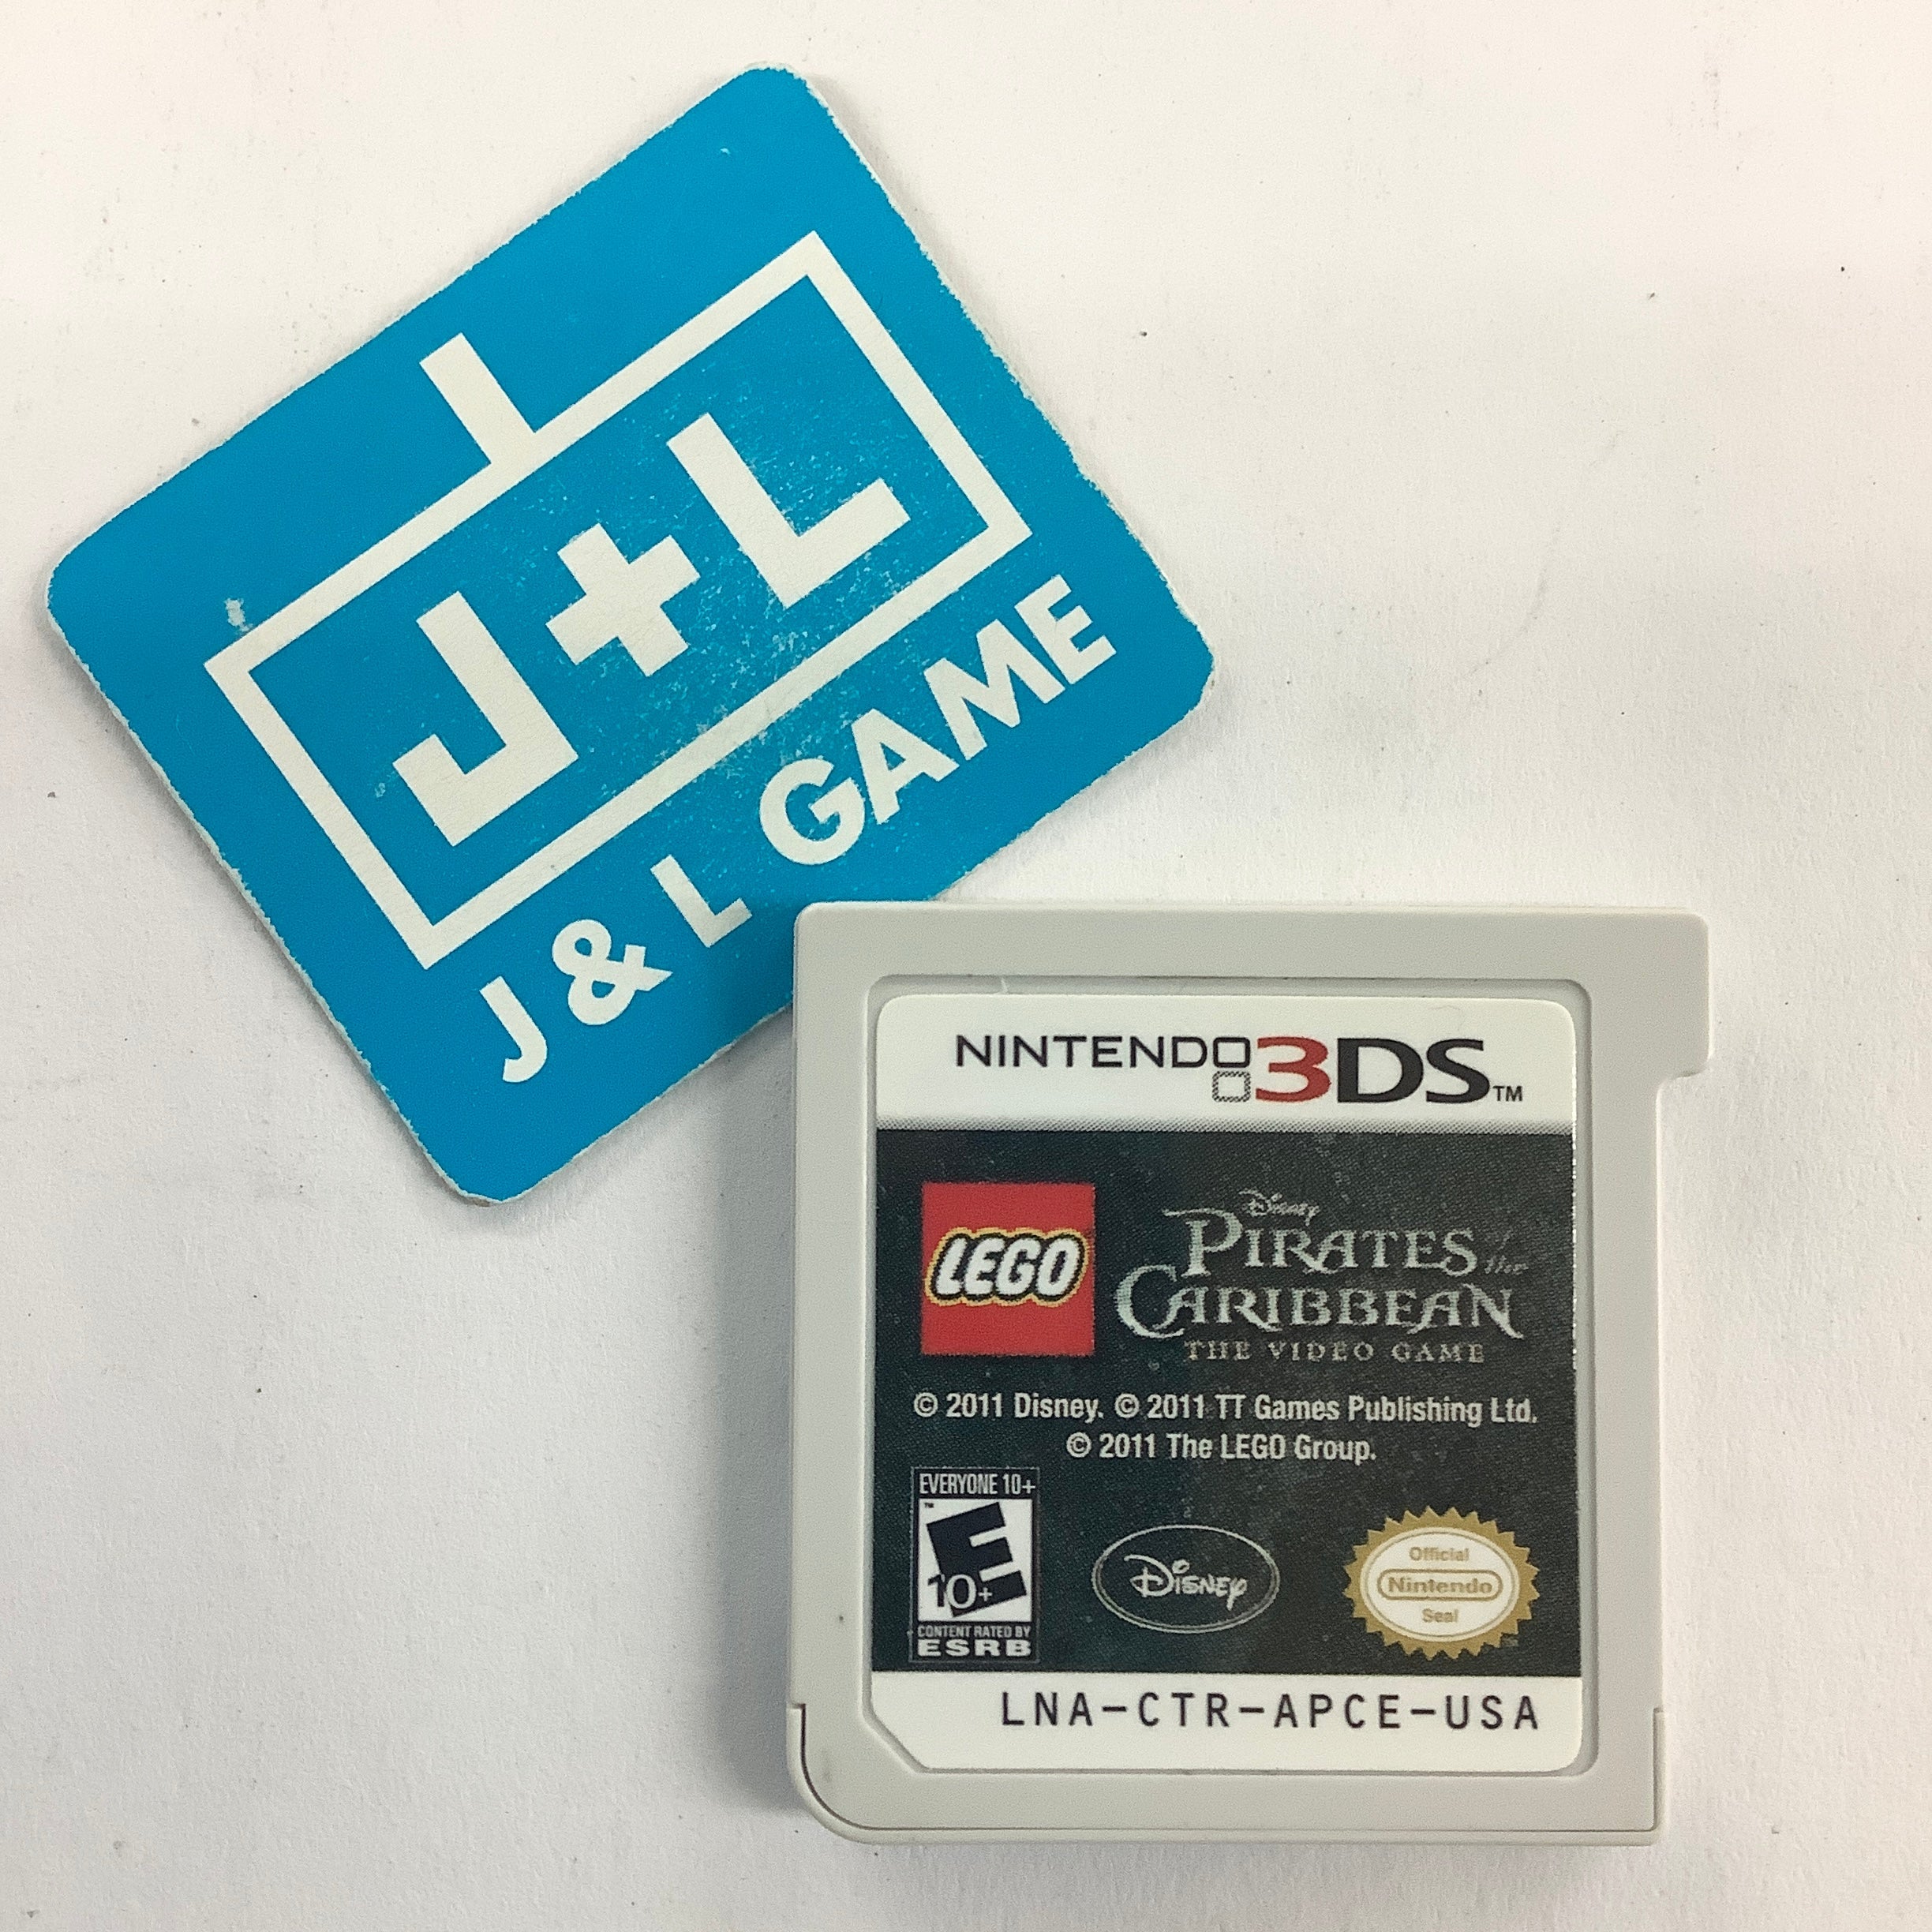 J+L
J & L GAME
NINTENDO 3DS™
LEGO
Disney
PIRATES of the
CARIBBEAN
THE VIDEO GAME
© 2011 Disney. © 2011 TT Games Publishing Ltd.
© 2011 The LEGO Group.
EVERYONE 10+
™
E
10+
CONTENT RATED BY
ESRB
Disney
Official
Nintendo
Seal
LNA-CTR-APCE-USA